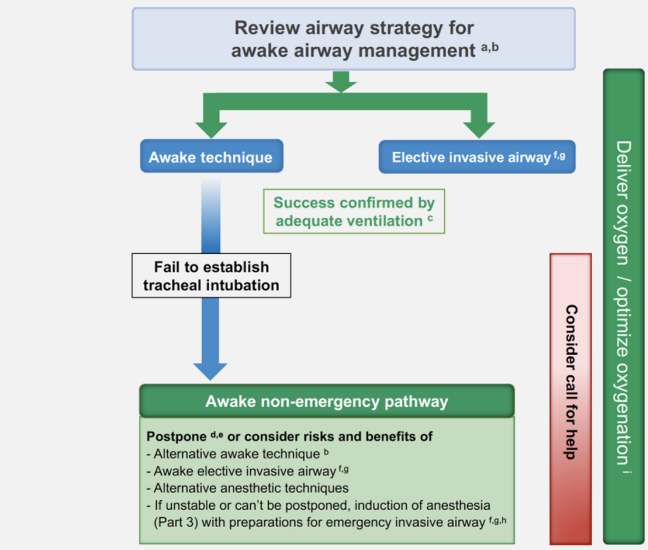 Review airway strategy for
awake airway management a,b
Awake technique
Elective invasive airway f,g
Success confirmed by
adequate ventilation c
Fail to establish
tracheal intubation
Awake non-emergency pathway
Postpone d,e or consider risks and benefits of
- Alternative awake technique b
- Awake elective invasive airway f,g
- Alternative anesthetic techniques
- If unstable or can’t be postponed, induction of anesthesia
(Part 3) with preparations for emergency invasive airway f,g,h
Consider call for help
Deliver oxygen / optimize oxygenation i